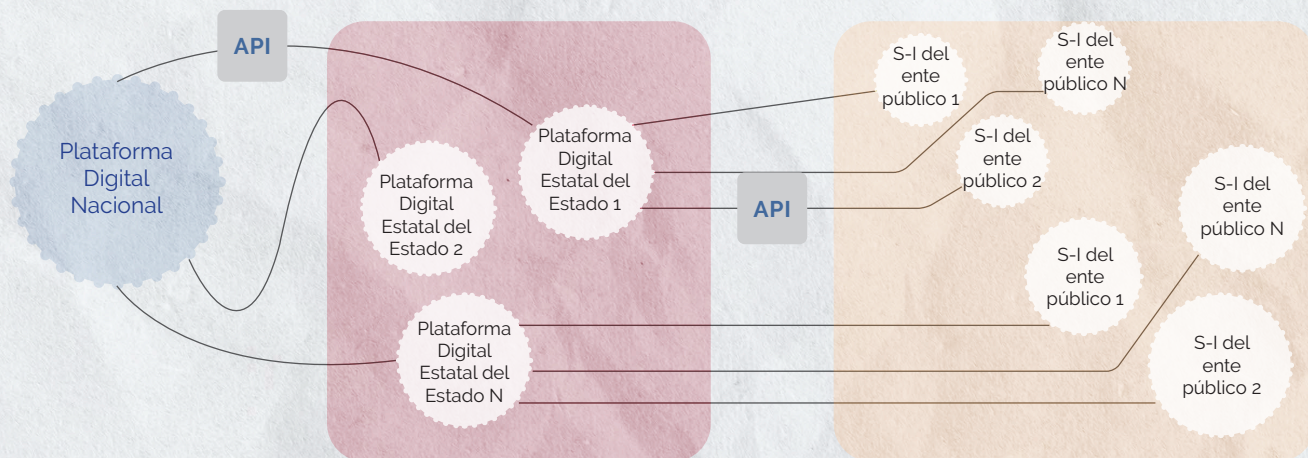 API
Plataforma
Digital
Nacional
Plataforma
Digital
Estatal del
Estado 2
Plataforma
Digital
Estatal del
Estado 1
Plataforma
Digital
Estatal del
Estado N
API
S-I del
ente
público 1
S-I del
ente
público N
S-I del
ente
público 2
S-I del
ente
público N
S-I del
ente
público 1
S-I del
ente
público 2